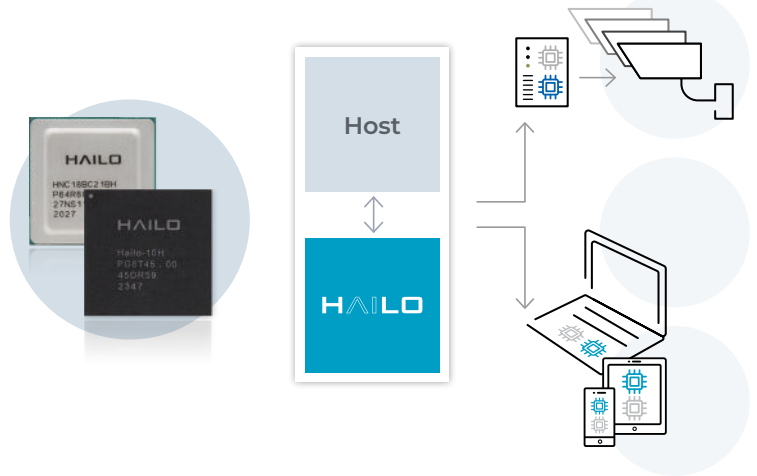 HAILO
HNC18BC21BH
27NS1
2027
HAILO
Hailo-10H
45DR59
2347
Host
HAILO